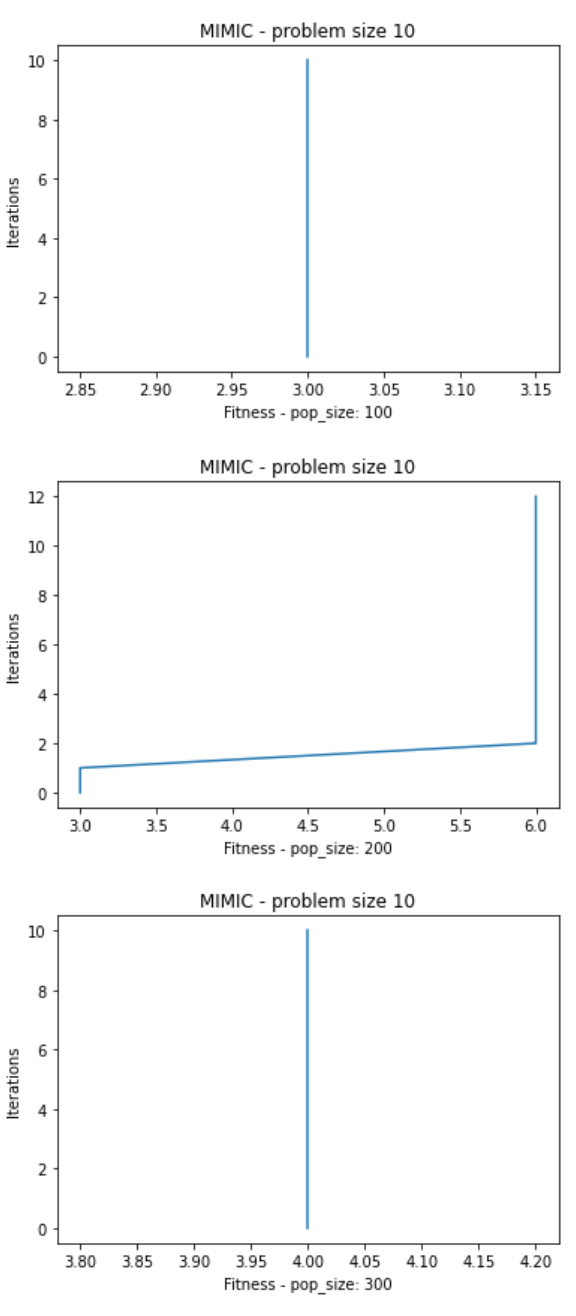 MIMIC - problem size 10
10
8
6
4
2
0
Iterations
2.85 2.90 2.95 3.00 3.05 3.10 3.15
Fitness - pop_size: 100
MIMIC - problem size 10
12
10
8
6
4
2
0
Iterations
3.0 3.5 4.0 4.5 5.0 5.5 6.0
Fitness - pop_size: 200
MIMIC - problem size 10
10
8
6
4
2
0
Iterations
3.80 3.85 3.90 3.95 4.00 4.05 4.10 4.15 4.20
Fitness - pop_size: 300